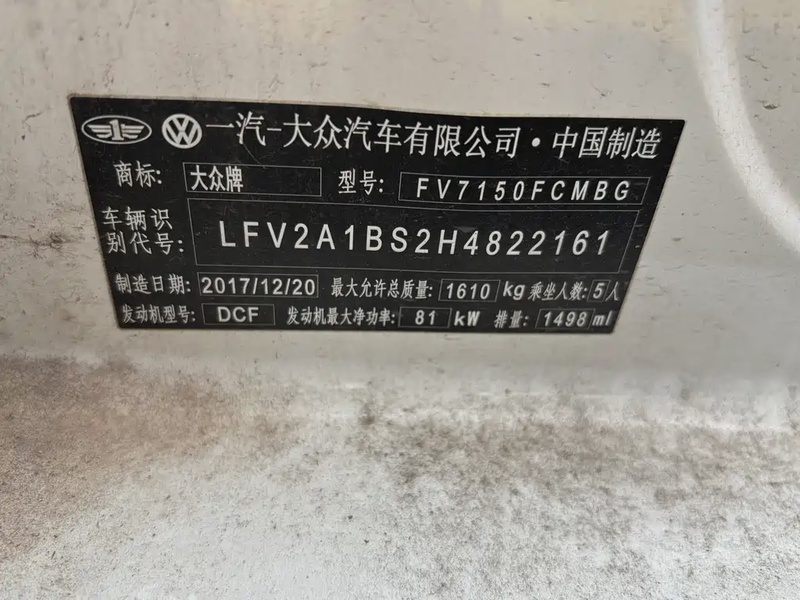 一汽-大众汽车有限公司·中国制造
商标: 大众牌 型号: FV7150FCMBG
车辆识别代号: LFV2A1BS2H4822161
制造日期: 2017/12/20 最大允许总质量: 1610 kg 乘坐人数: 5人
发动机型号: DCF 发动机最大净功率: 81 kW 排量: 1498 ml